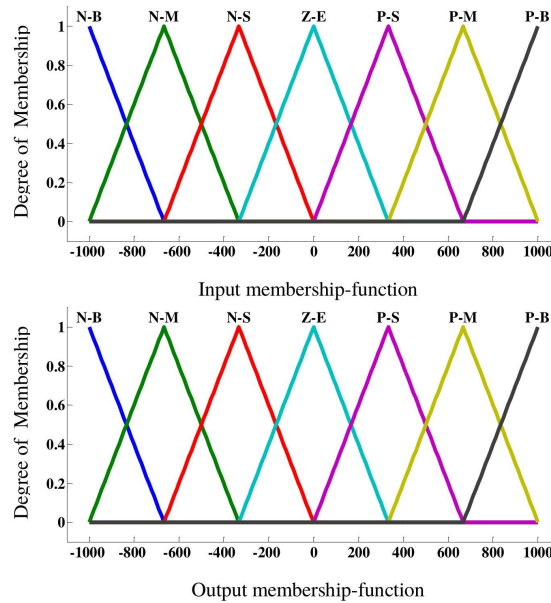 N-B N-M N-S Z-E P-S P-M P-B
1
0.8
0.6
0.4
0.2
0
Degree of Membership
-1000 -800 -600 -400 -200 0 200 400 600 800 1000
Input membership-function
N-B N-M N-S Z-E P-S P-M P-B
1
0.8
0.6
0.4
0.2
0
Degree of Membership
-1000 -800 -600 -400 -200 0 200 400 600 800 1000
Output membership-function